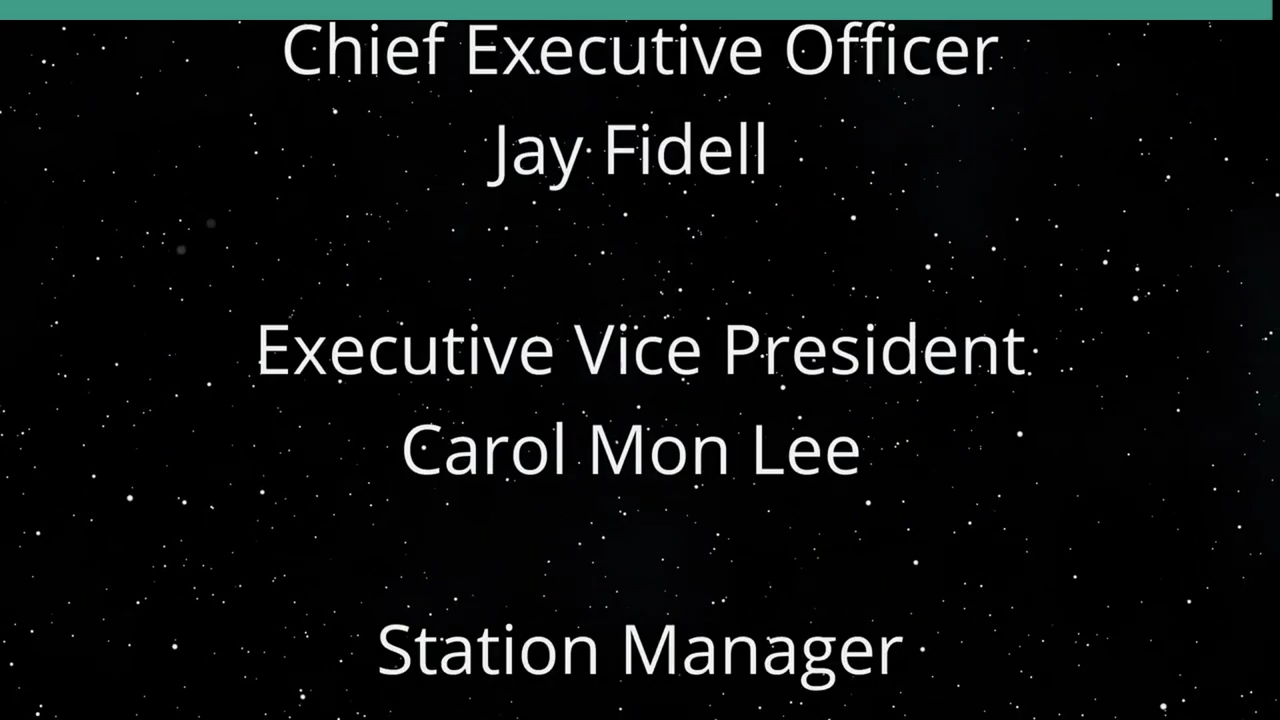 Chief Executive Officer
Jay Fidell
Executive Vice President
Carol Mon Lee
Station Manager